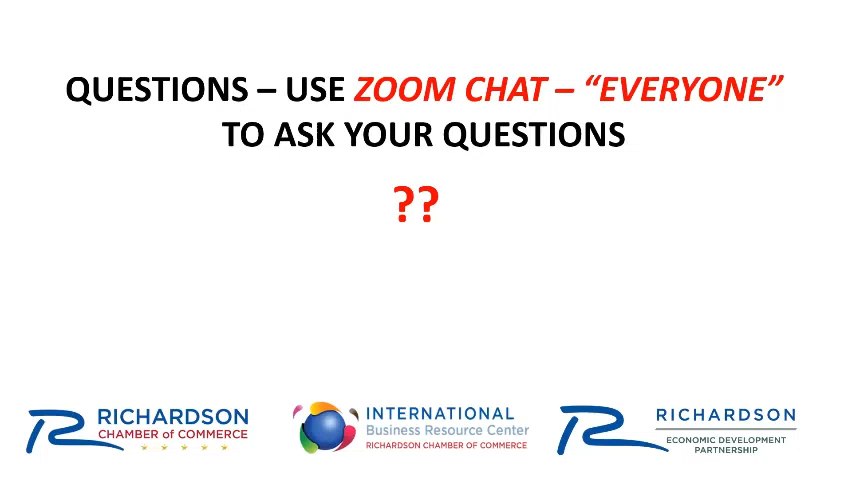 QUESTIONS – USE ZOOM CHAT – “EVERYONE”
TO ASK YOUR QUESTIONS
??
RICHARDSON
CHAMBER of COMMERCE
INTERNATIONAL
Business Resource Center
RICHARDSON CHAMBER OF COMMERCE
RICHARDSON
ECONOMIC DEVELOPMENT
PARTNERSHIP